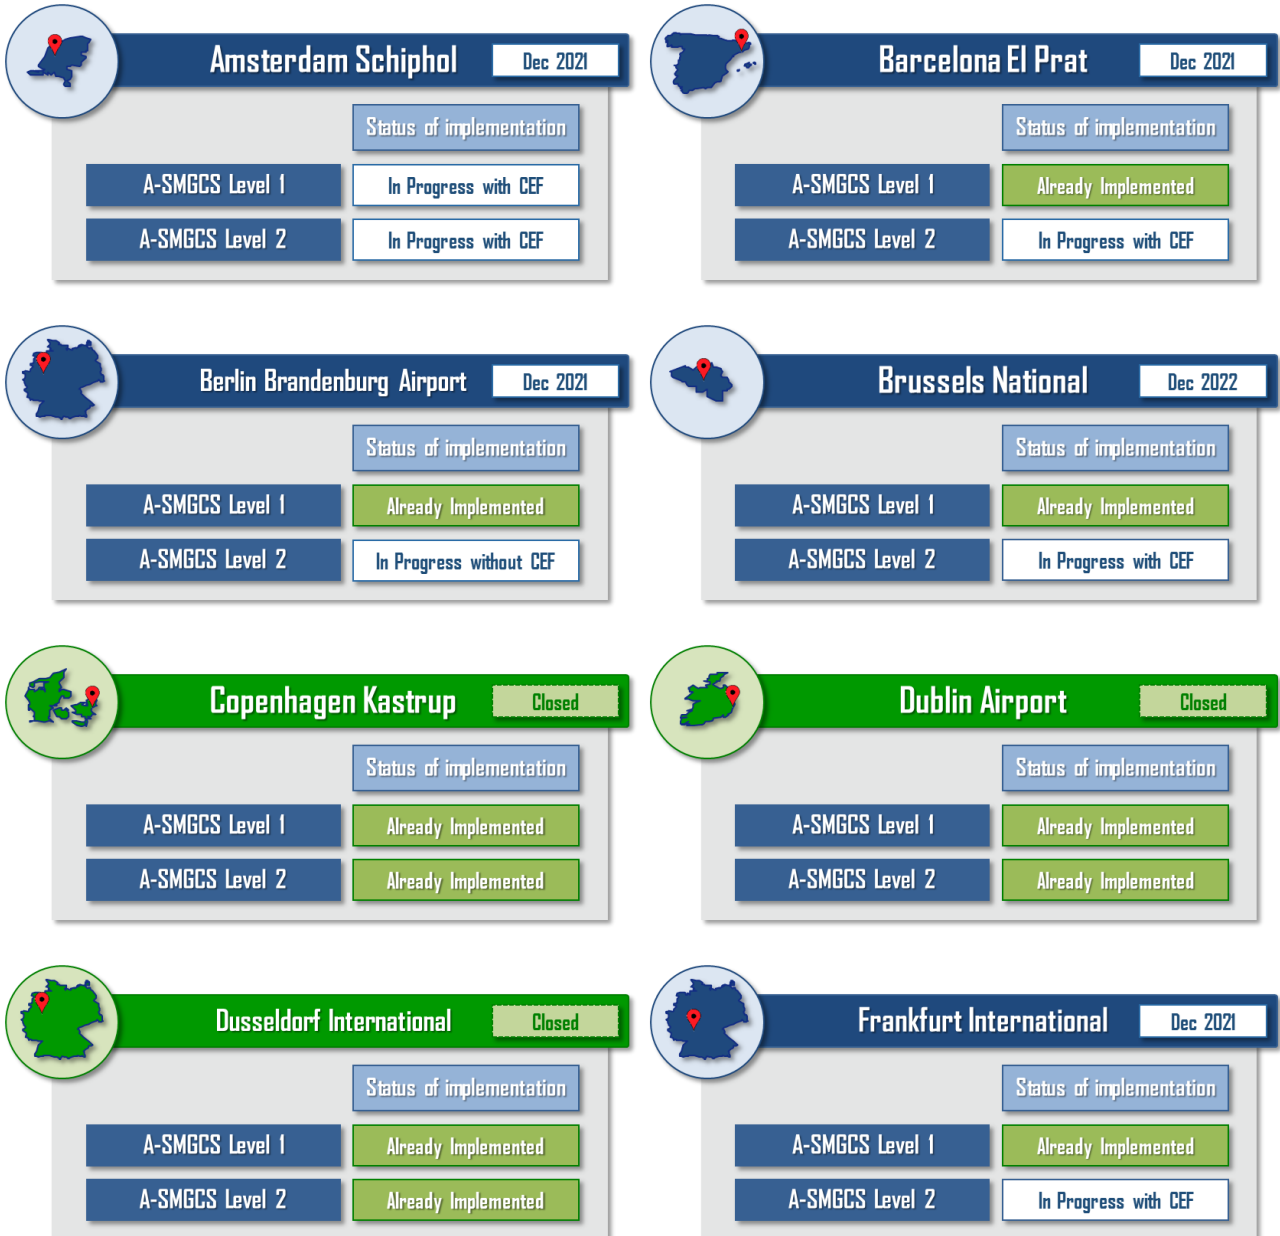 Amsterdam Schiphol Dec 2021
Status of implementation
A-SMGCS Level 1 In Progress with CEF
A-SMGCS Level 2 In Progress with CEF
Barcelona El Prat Dec 2021
Status of implementation
A-SMGCS Level 1 Already Implemented
A-SMGCS Level 2 In Progress with CEF
Berlin Brandenburg Airport Dec 2021
Status of implementation
A-SMGCS Level 1 Already Implemented
A-SMGCS Level 2 In Progress without CEF
Brussels National Dec 2022
Status of implementation
A-SMGCS Level 1 Already Implemented
A-SMGCS Level 2 In Progress with CEF
Copenhagen Kastrup Closed
Status of implementation
A-SMGCS Level 1 Already Implemented
A-SMGCS Level 2 Already Implemented
Dublin Airport Closed
Status of implementation
A-SMGCS Level 1 Already Implemented
A-SMGCS Level 2 Already Implemented
Dusseldorf International Closed
Status of implementation
A-SMGCS Level 1 Already Implemented
A-SMGCS Level 2 Already Implemented
Frankfurt International Dec 2021
Status of implementation
A-SMGCS Level 1 Already Implemented
A-SMGCS Level 2 In Progress with CEF